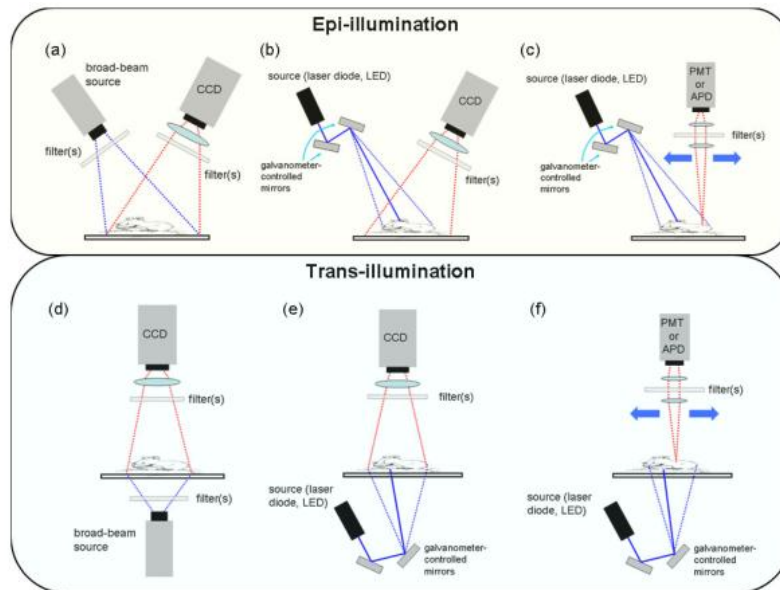 Epi-illumination
(a)
broad-beam
source
CCD
filter(s)
filter(s)
(b)
source (laser diode, LED)
CCD
galvanometer-
controlled
mirrors
filter(s)
(c)
source (laser diode, LED)
PMT
or
APD
filter(s)
galvanometer-
controlled
mirrors
Trans-illumination
(d)
CCD
filter(s)
filter(s)
broad-beam
source
(e)
CCD
filter(s)
source (laser
diode, LED)
galvanometer-
controlled
mirrors
(f)
PMT
or
APD
filter(s)
source (laser
diode, LED)
galvanometer-
controlled
mirrors